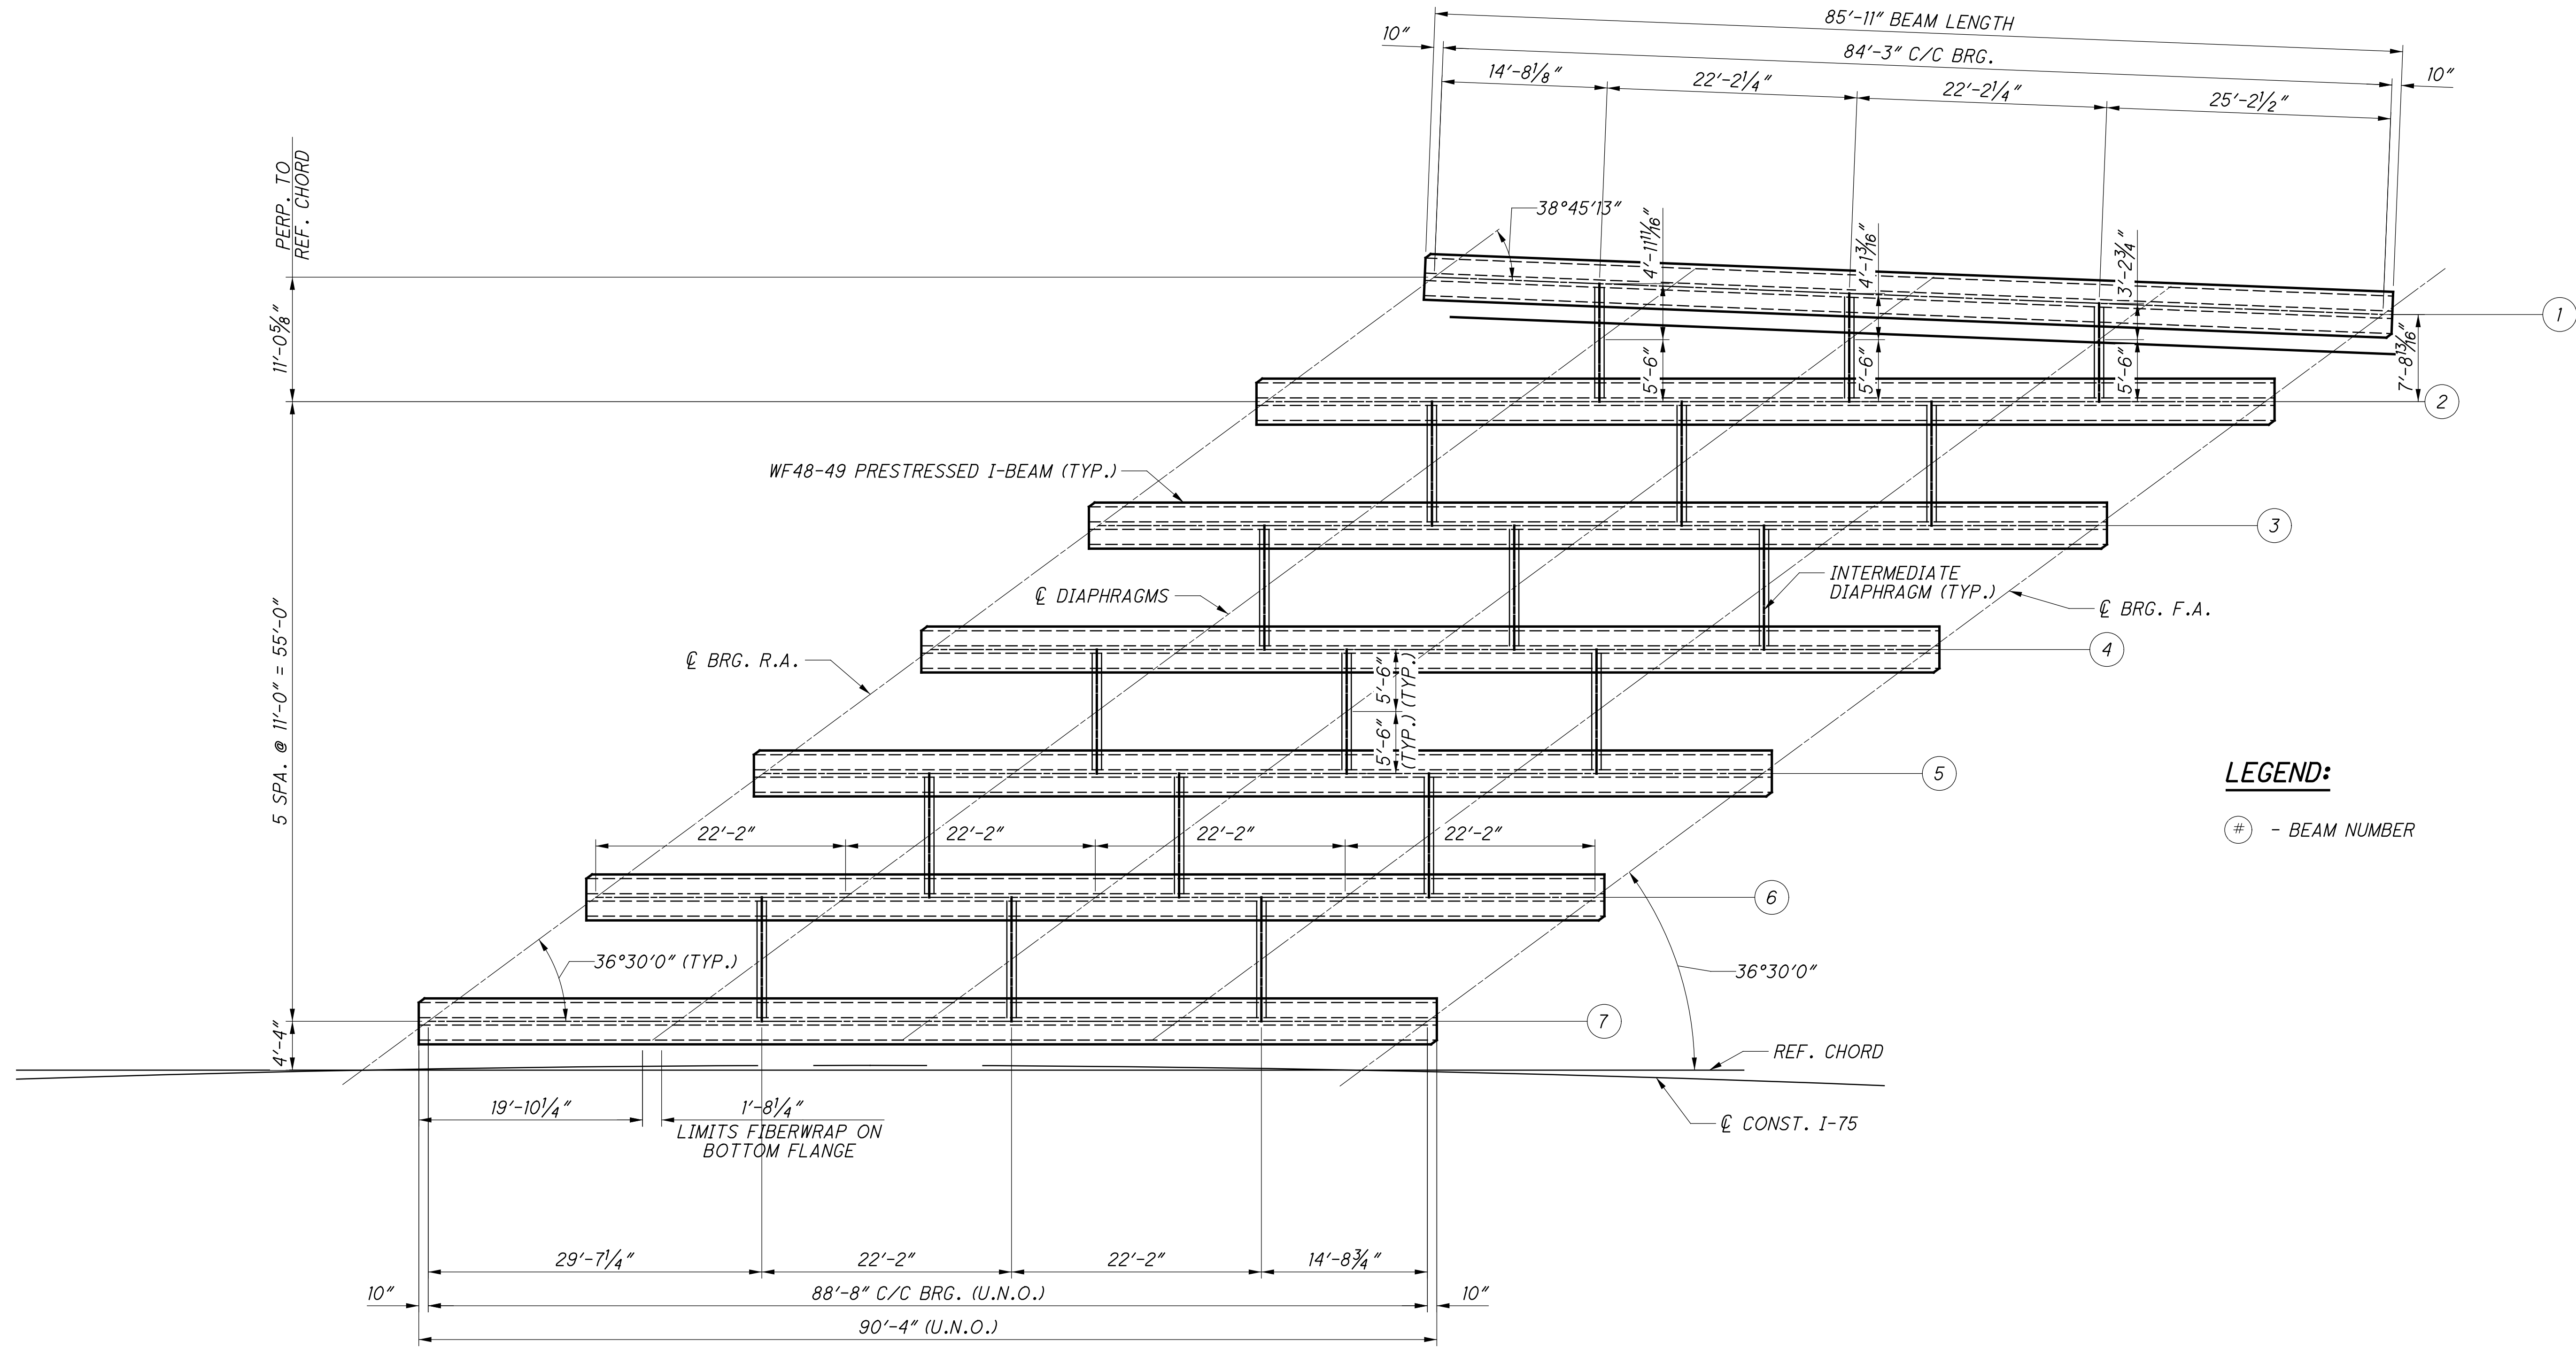 85'-11" BEAM LENGTH
10"
84'-3" C/C BRG.
10"
14'-8 1/8"
22'-2 1/4"
22'-2 1/4"
25'-2 1/2"
PERP. TO
REF. CHORD
38°45'13"
4'-11 11/16"
4'-1 3/16"
3'-2 3/4"
11'-0 5/8"
1
7'-8 13/16"
5'-6"
5'-6"
5'-6"
2
WF48-49 PRESTRESSED I-BEAM (TYP.)
3
INTERMEDIATE
DIAPHRAGM (TYP.)
℄ DIAPHRAGMS
℄ BRG. F.A.
4
℄ BRG. R.A.
5'-6"
(TYP.)
5'-6"
(TYP.)
5 SPA. @ 11'-0" = 55'-0"
5
LEGEND:
# - BEAM NUMBER
22'-2"
22'-2"
22'-2"
22'-2"
6
36°30'0" (TYP.)
36°30'0"
7
4'-4"
REF. CHORD
19'-10 1/4"
1'-8 1/4"
LIMITS FIBERWRAP ON
BOTTOM FLANGE
℄ CONST. I-75
29'-7 1/4"
22'-2"
22'-2"
14'-8 3/4"
10"
88'-8" C/C BRG. (U.N.O.)
10"
90'-4" (U.N.O.)